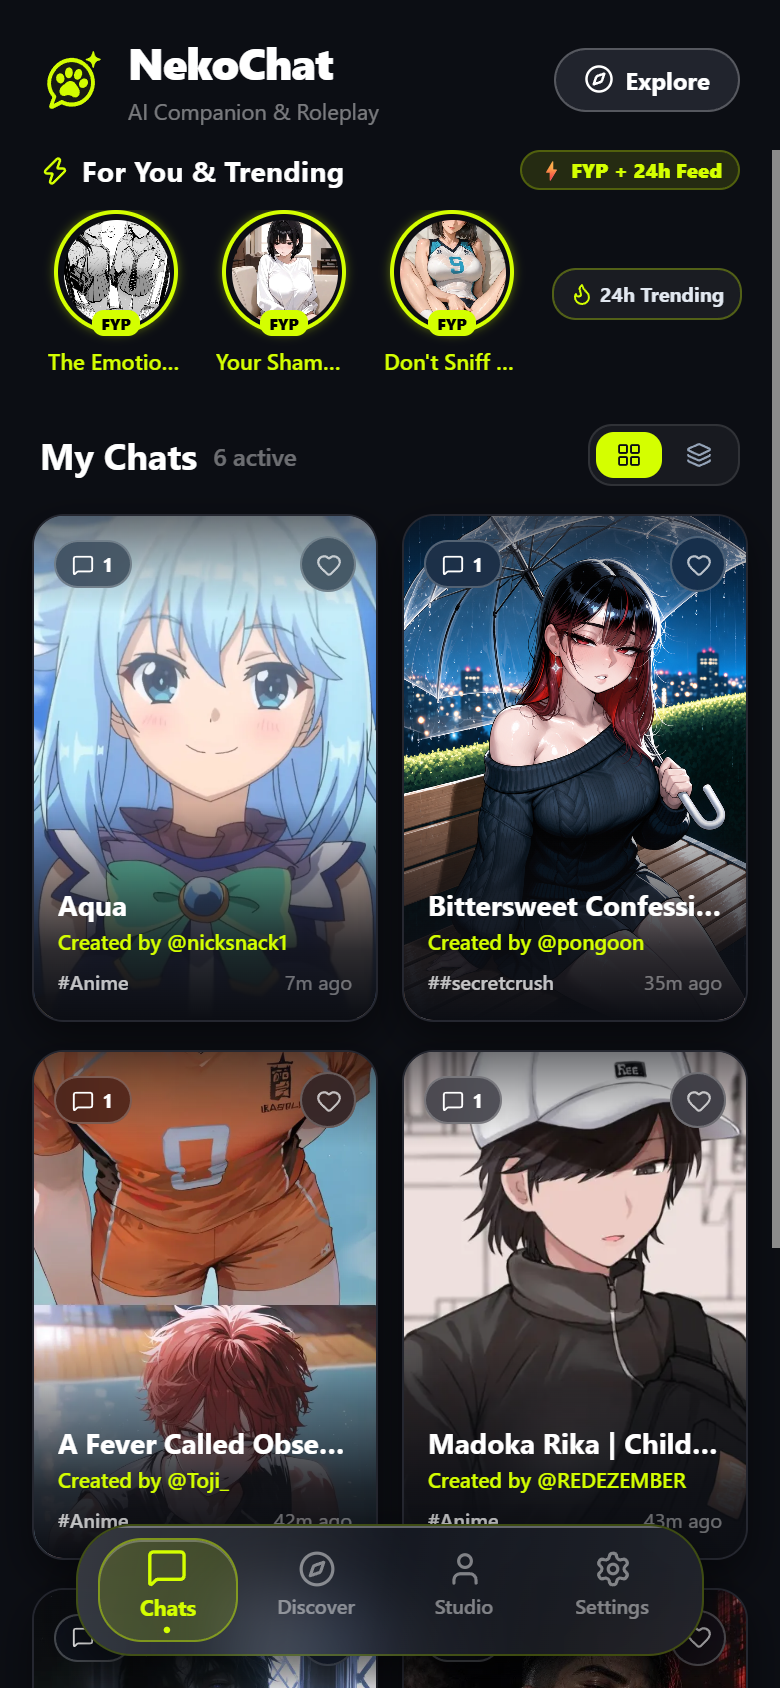 NekoChat
AI Companion & Roleplay
Explore
For You & Trending
FYP + 24h Feed
FYP
FYP
FYP
24h Trending
The Emotio...
Your Sham...
Don't Sniff ...
My Chats
6 active
1
Aqua
Created by @nicksnack1
#Anime
7m ago
1
Bittersweet Confessi...
Created by @pongoon
##secretcrush
35m ago
1
A Fever Called Obse...
Created by @Toji_
#Anime
42m ago
1
Madoka Rika | Child...
Created by @REDEZEMBER
#Anime
43m ago
Chats
Discover
Studio
Settings